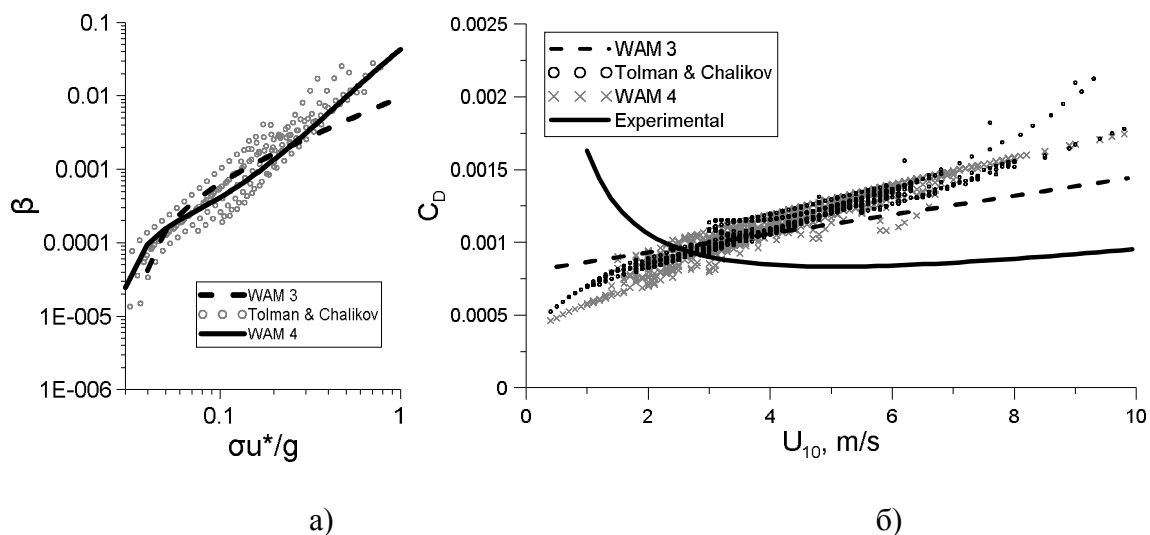 0.1
0.01
0.001
0.0001
1E-005
1E-006
β
WAM 3
Tolman & Chalikov
WAM 4
0.1
1
σu*/g
а)
0.0025
0.002
0.0015
0.001
0.0005
0
C_D
WAM 3
Tolman & Chalikov
WAM 4
Experimental
0 2 4 6 8 10
U₁₀, m/s
б)